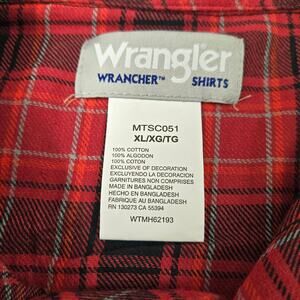 Wrangler
WRANCHER™ SHIRTS
MTSC051
XL/XG/TG
100% COTTON
100% ALGODON
100% COTON
EXCLUSIVE OF DECORATION
EXCLUYENDO LA DECORACION
GARNITURES NON COMPRISES
MADE IN BANGLADESH
HECHO EN BANGLADESH
FABRIQUE AU BANGLADESH
RN 130273 CA 55394
WTMH62193